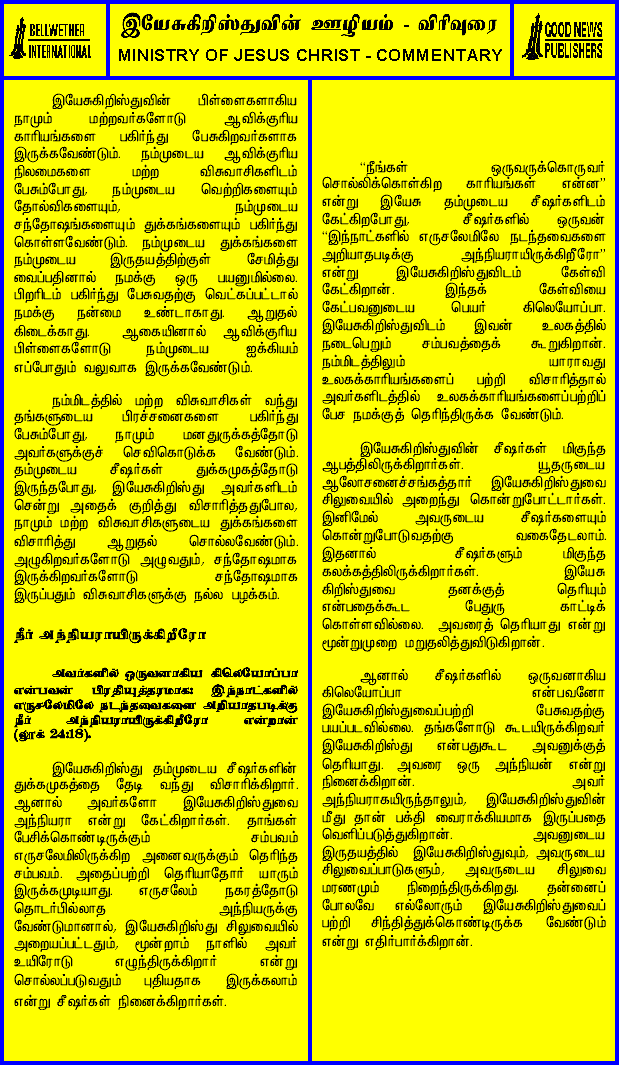 BELLWETHER
INTERNATIONAL
இயேசுகிறிஸ்துவின் ஊழியம் - விரிவுரை
MINISTRY OF JESUS CHRIST - COMMENTARY
GOOD NEWS
PUBLISHERS
இயேசுகிறிஸ்துவின் பிள்ளைகளாகிய
நாமும் மற்றவர்களோடு ஆவிக்குரிய
காரியங்களை பகிர்ந்து பேசுகிறவர்களாக
இருக்கவேண்டும். நம்முடைய ஆவிக்குரிய
நிலமைகளை மற்ற விசுவாசிகளிடம்
பேசும்போது, நம்முடைய வெற்றிகளையும்
தோல்விகளையும், நம்முடைய
சந்தோஷங்களையும் துக்கங்களையும் பகிர்ந்து
கொள்ளவேண்டும். நம்முடைய துக்கங்களை
நம்முடைய இருதயத்திற்குள் சேமித்து
வைப்பதினால் நமக்கு ஒரு பயனுமில்லை.
பிறரிடம் பகிர்ந்து பேசுவதற்கு வெட்கப்பட்டால்
நமக்கு நன்மை உண்டாகாது. ஆறுதல்
கிடைக்காது. ஆகையினால் ஆவிக்குரிய
பிள்ளைகளோடு நம்முடைய ஐக்கியம்
எப்போதும் வலுவாக இருக்கவேண்டும்.
நம்மிடத்தில் மற்ற விசுவாசிகள் வந்து
தங்களுடைய பிரச்சனைகளை பகிர்ந்து
பேசும்போது, நாமும் மனதுருக்கத்தோடு
அவர்களுக்குச் செவிகொடுக்க வேண்டும்.
தம்முடைய சீஷர்கள் துக்கமுகத்தோடு
இருந்தபோது, இயேசுகிறிஸ்து அவர்களிடம்
சென்று அதைக் குறித்து விசாரித்ததுபோல,
நாமும் மற்ற விசுவாசிகளுடைய துக்கங்களை
விசாரித்து ஆறுதல் சொல்லவேண்டும்.
அழுகிறவர்களோடு அழுவதும், சந்தோஷமாக
இருக்கிறவர்களோடு சந்தோஷமாக
இருப்பதும் விசுவாசிகளுக்கு நல்ல பழக்கம்.
நீர் அந்நியராயிருக்கிறீரோ
அவர்களில் ஒருவனாகிய கிலெயோப்பா
என்பவன் பிரதியுத்தரமாக: இந்நாட்களில்
எருசலேமிலே நடந்தவைகளை அறியாதபடிக்கு
நீர் அந்நியராயிருக்கிறீரோ என்றான்
(லூக் 24:18).
இயேசுகிறிஸ்து தம்முடைய சீஷர்களின்
துக்கமுகத்தை தேடி வந்து விசாரிக்கிறார்.
ஆனால் அவர்களோ இயேசுகிறிஸ்துவை
அந்நியரா என்று கேட்கிறார்கள். தாங்கள்
பேசிக்கொண்டிருக்கும் சம்பவம்
எருசலேமிலிருக்கிற அனைவருக்கும் தெரிந்த
சம்பவம். அதைப்பற்றி தெரியாதோர் யாரும்
இருக்கமுடியாது. எருசலேம் நகரத்தோடு
தொடர்பில்லாத அந்நியருக்கு
வேண்டுமானால், இயேசுகிறிஸ்து சிலுவையில்
அறையப்பட்டதும், மூன்றாம் நாளில் அவர்
உயிரோடு எழுந்திருக்கிறார் என்று
சொல்லப்படுவதும் புதியதாக இருக்கலாம்
என்று சீஷர்கள் நினைக்கிறார்கள்.
“நீங்கள் ஒருவருக்கொருவர்
சொல்லிக்கொள்கிற காரியங்கள் என்ன”
என்று இயேசு தம்முடைய சீஷர்களிடம்
கேட்கிறபோது, சீஷர்களில் ஒருவன்
“இந்நாட்களில் எருசலேமிலே நடந்தவைகளை
அறியாதபடிக்கு அந்நியராயிருக்கிறீரோ”
என்று இயேசுகிறிஸ்துவிடம் கேள்வி
கேட்கிறான். இந்தக் கேள்வியை
கேட்பவனுடைய பெயர் கிலெயோப்பா.
இயேசுகிறிஸ்துவிடம் இவன் உலகத்தில்
நடைபெறும் சம்பவத்தைக் கூறுகிறான்.
நம்மிடத்திலும் யாராவது
உலகக்காரியங்களைப் பற்றி விசாரித்தால்
அவர்களிடத்தில் உலகக்காரியங்களைப்பற்றிப்
பேச நமக்குத் தெரிந்திருக்க வேண்டும்.
இயேசுகிறிஸ்துவின் சீஷர்கள் மிகுந்த
ஆபத்திலிருக்கிறார்கள். யூதருடைய
ஆலோசனைச்சங்கத்தார் இயேசுகிறிஸ்துவை
சிலுவையில் அறைந்து கொன்றுபோட்டார்கள்.
இனிமேல் அவருடைய சீஷர்களையும்
கொன்றுபோடுவதற்கு வகைதேடலாம்.
இதனால் சீஷர்களும் மிகுந்த
கலக்கத்திலிருக்கிறார்கள். இயேசு
கிறிஸ்துவை தனக்குத் தெரியும்
என்பதைக்கூட பேதுரு காட்டிக்
கொள்ளவில்லை. அவரைத் தெரியாது என்று
மூன்றுமுறை மறுதலித்துவிடுகிறான்.
ஆனால் சீஷர்களில் ஒருவனாகிய
கிலெயோப்பா என்பவனோ
இயேசுகிறிஸ்துவைப்பற்றி பேசுவதற்கு
பயப்படவில்லை. தங்களோடு கூடயிருக்கிறவர்
இயேசுகிறிஸ்து என்பதுகூட அவனுக்குத்
தெரியாது. அவரை ஒரு அந்நியன் என்று
நினைக்கிறான். அவர்
அந்நியராகயிருந்தாலும், இயேசுகிறிஸ்துவின்
மீது தான் பக்தி வைராக்கியமாக இருப்பதை
வெளிப்படுத்துகிறான். அவனுடைய
இருதயத்தில் இயேசுகிறிஸ்துவும், அவருடைய
சிலுவைப்பாடுகளும், அவருடைய சிலுவை
மரணமும் நிறைந்திருக்கிறது. தன்னைப்
போலவே எல்லோரும் இயேசுகிறிஸ்துவைப்
பற்றி சிந்தித்துக்கொண்டிருக்க வேண்டும்
என்று எதிர்பார்க்கிறான்.